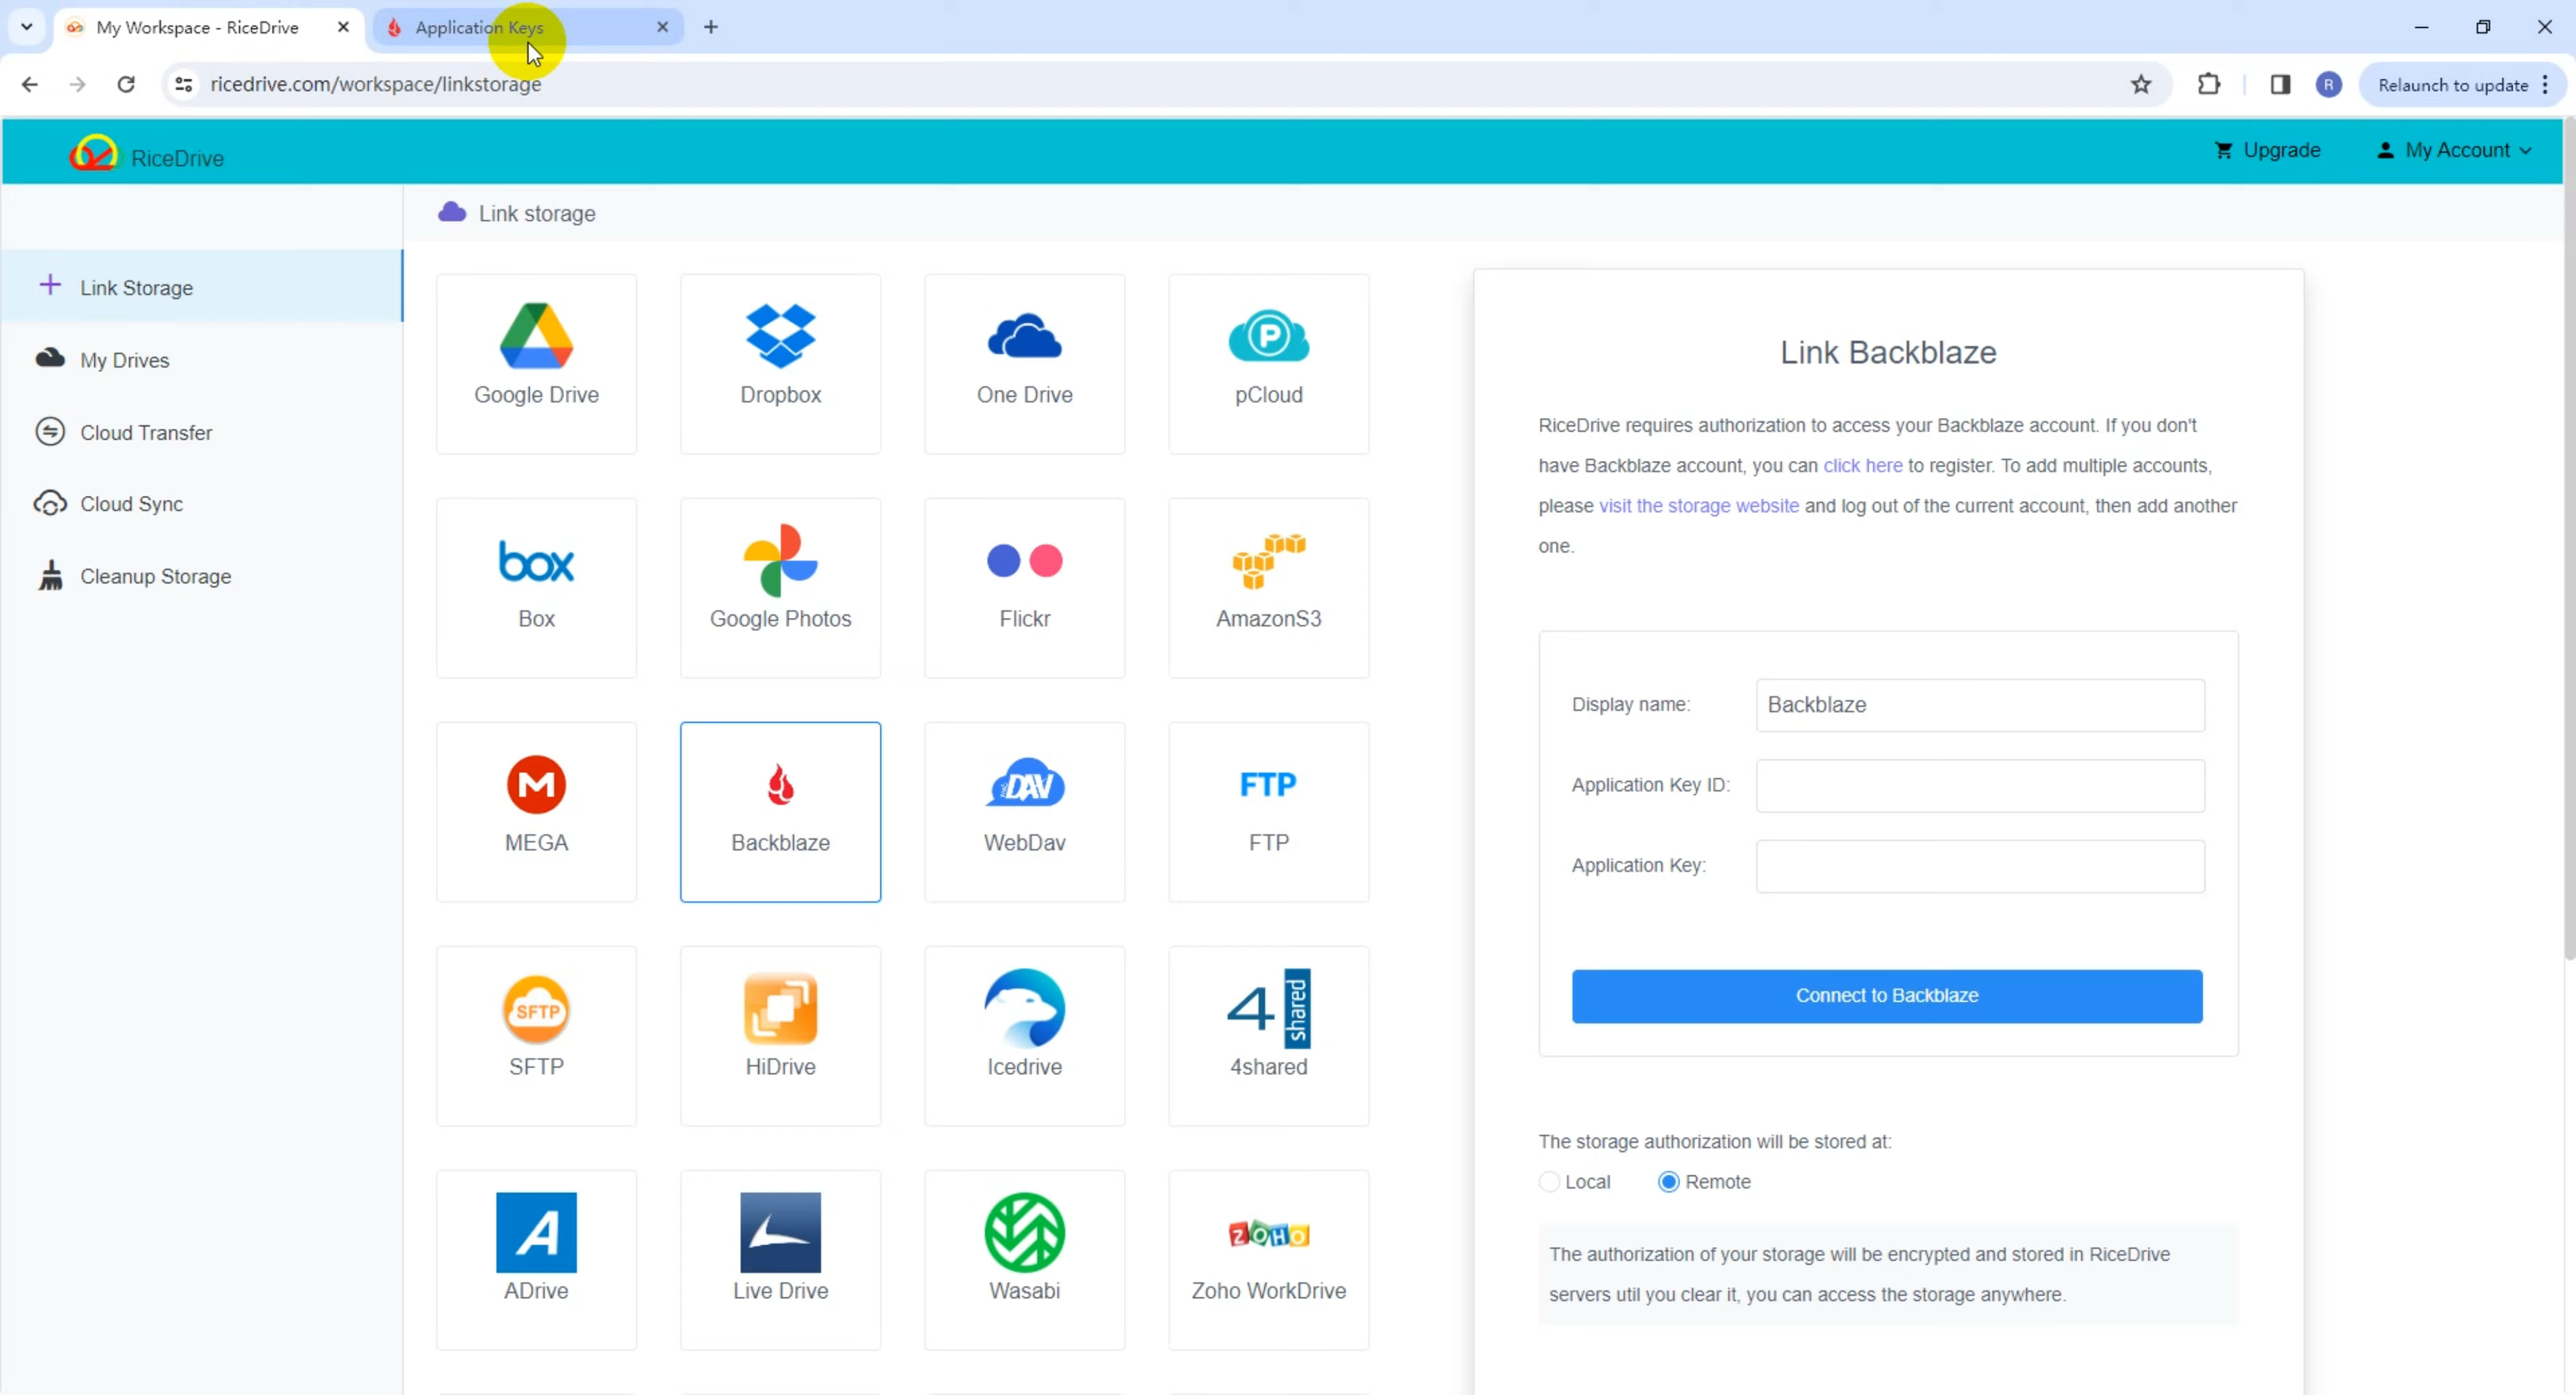 My Workspace - RiceDrive
Application Keys
ricedrive.com/workspace/linkstorage
R
Relaunch to update
RiceDrive
Upgrade
My Account
Link storage
Link Storage
My Drives
Cloud Transfer
Cloud Sync
Cleanup Storage
Google Drive
Dropbox
One Drive
P
pCloud
box
Box
Google Photos
Flickr
AmazonS3
M
MEGA
Backblaze
DAV
WebDav
FTP
FTP
SFTP
SFTP
HiDrive
Icedrive
4 shared
4shared
A
ADrive
Live Drive
Wasabi
ZOHO
Zoho WorkDrive
Link Backblaze
RiceDrive requires authorization to access your Backblaze account. If you don't
have Backblaze account, you can click here to register. To add multiple accounts,
please visit the storage website and log out of the current account, then add another
one.
Display name:
Backblaze
Application Key ID:
Application Key:
Connect to Backblaze
The storage authorization will be stored at:
Local
Remote
The authorization of your storage will be encrypted and stored in RiceDrive
servers util you clear it, you can access the storage anywhere.